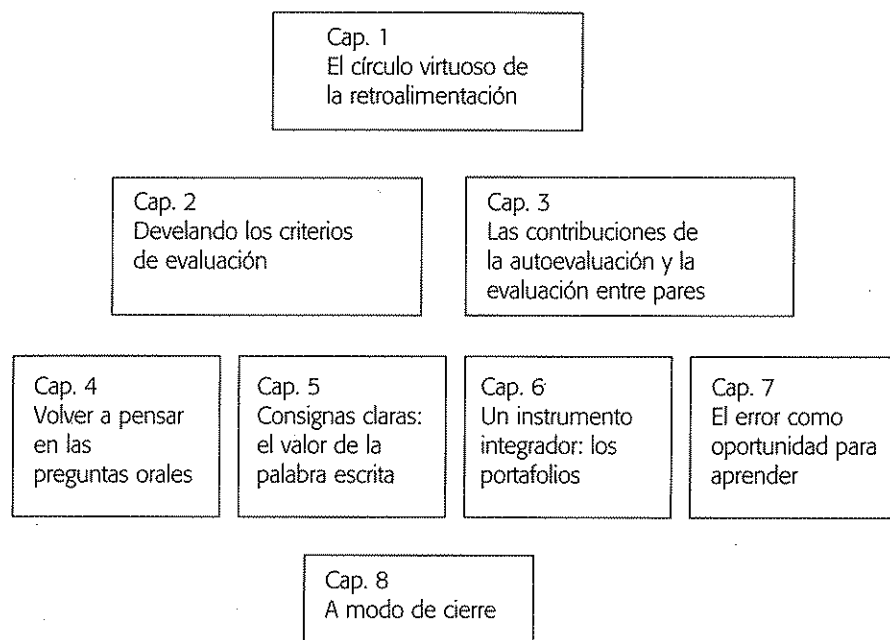 Cap. 1
El círculo virtuoso de
la retroalimentación
Cap. 2
Develando los criterios
de evaluación
Cap. 3
Las contribuciones de
la autoevaluación y la
evaluación entre pares
Cap. 4
Volver a pensar
en las
preguntas orales
Cap. 5
Consignas claras:
el valor de la
palabra escrita
Cap. 6
Un instrumento
integrador: los
portafolios
Cap. 7
El error como
oportunidad para
aprender
Cap. 8
A modo de cierre